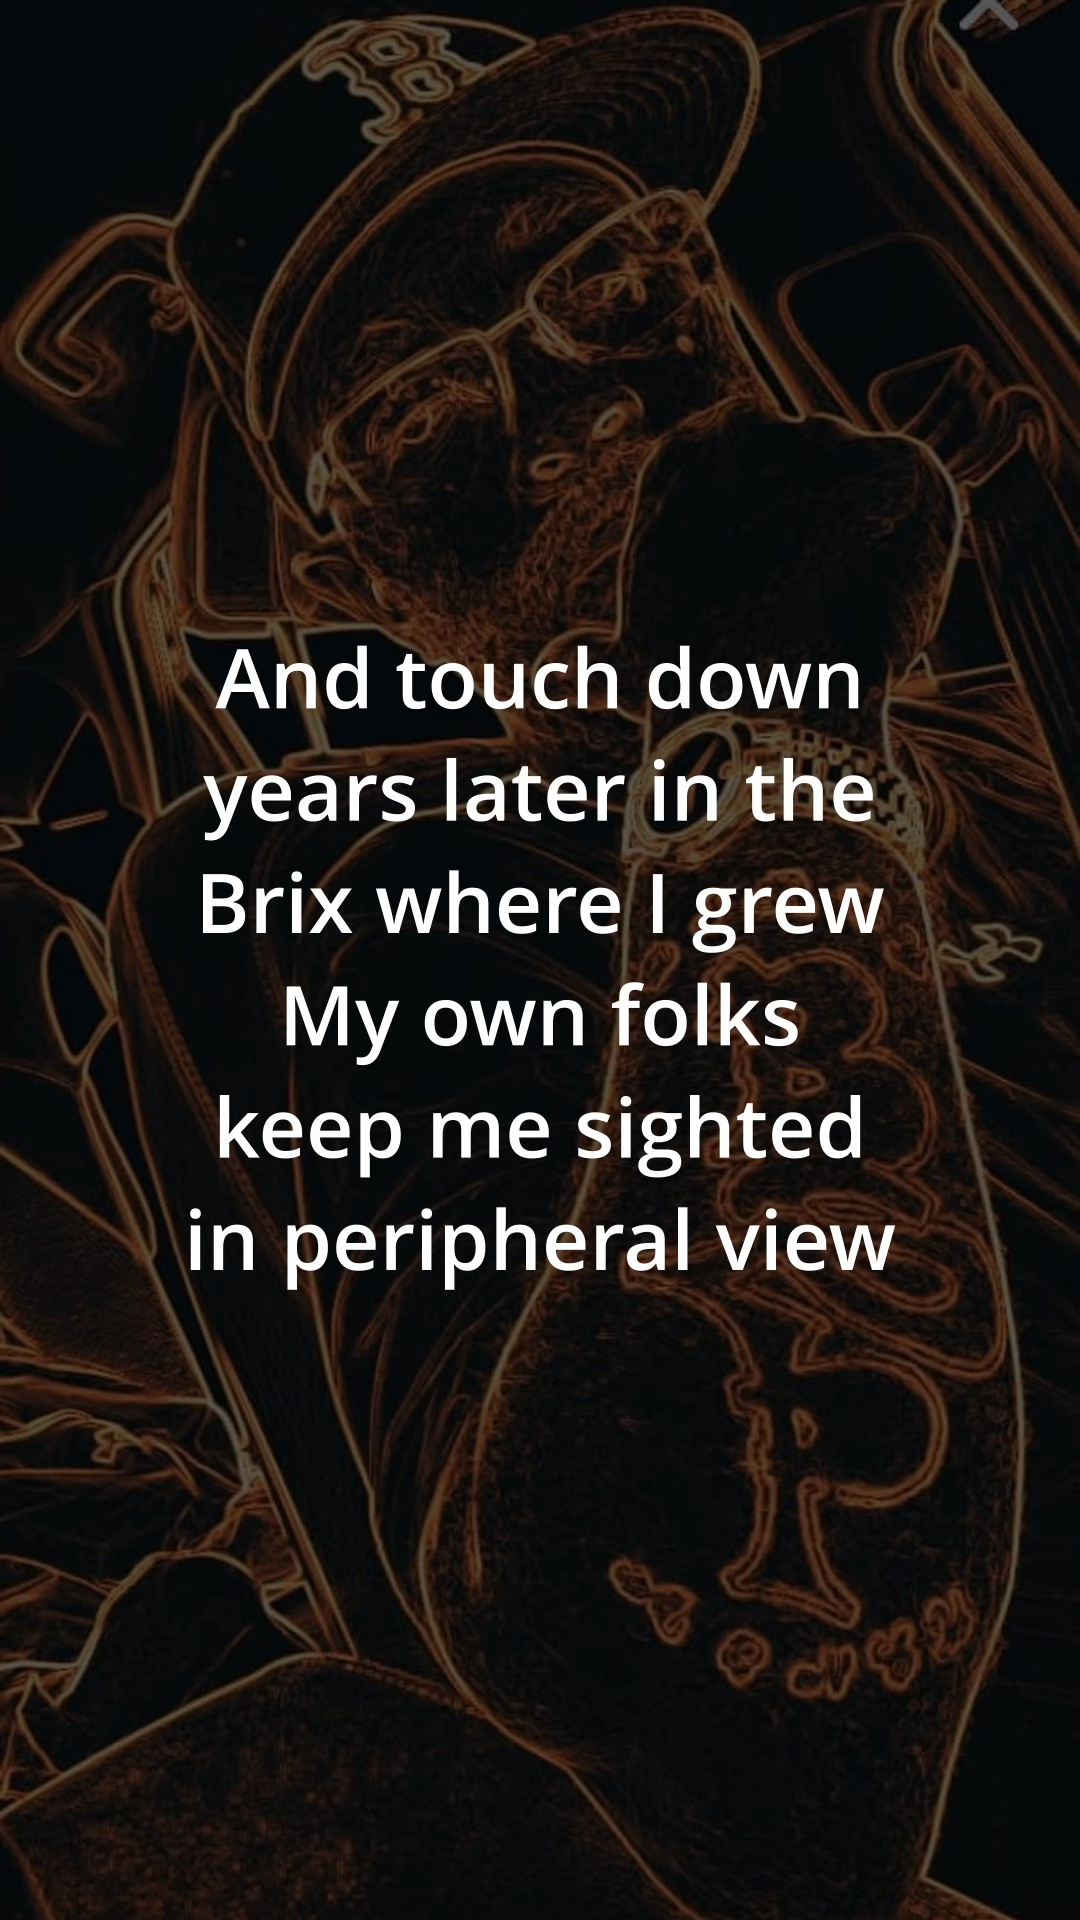 B
And touch down
years later in the
Brix where I grew
My own folks
keep me sighted
in peripheral view
B
P